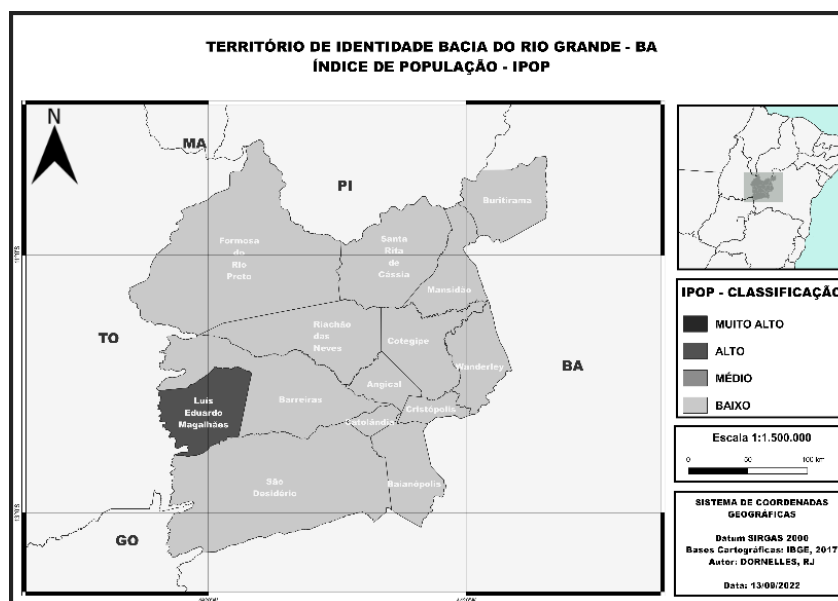 TERRITÓRIO DE IDENTIDADE BACIA DO RIO GRANDE - BA
ÍNDICE DE POPULAÇÃO - IPOP
N
MA
PI
TO
BA
GO
Buritirama
Formosa
do
Rio
Preto
Santa
Rita
de
Cássia
Mansidão
Riachão
das
Neves
Cotegipe
Wanderley
Angical
Luís
Eduardo
Magalhães
Barreiras
Cristópolis
Catolândia
São
Desidério
Baianópolis
IPOP - CLASSIFICAÇÃO
MUITO ALTO
ALTO
MÉDIO
BAIXO
Escala 1:1.500.000
0 50 100 km
SISTEMA DE COORDENADAS
GEOGRÁFICAS
Datum SIRGAS 2000
Bases Cartográficas: IBGE, 2017
Autor: DORNELLES, RJ
Data: 13/09/2022